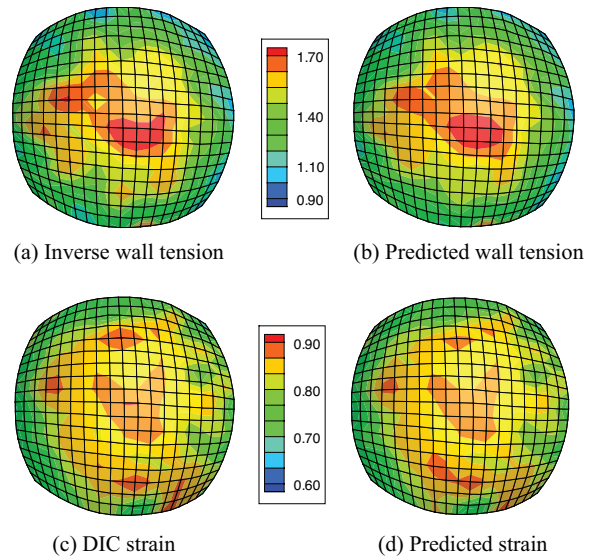 1.70
1.40
1.10
0.90
(a) Inverse wall tension
(b) Predicted wall tension
0.90
0.80
0.70
0.60
(c) DIC strain
(d) Predicted strain